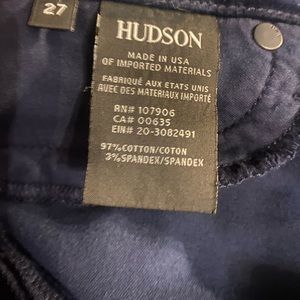 27
HUDSON
MADE IN USA
OF IMPORTED MATERIALS
FABRIQUÉ AUX ETATS UNIS
AVEC DES MATERIAUX IMPORTÉ
RN# 107906
CA# 00635
EIN# 20-3082491
97%COTTON/COTON
3%SPANDEX/SPANDEX